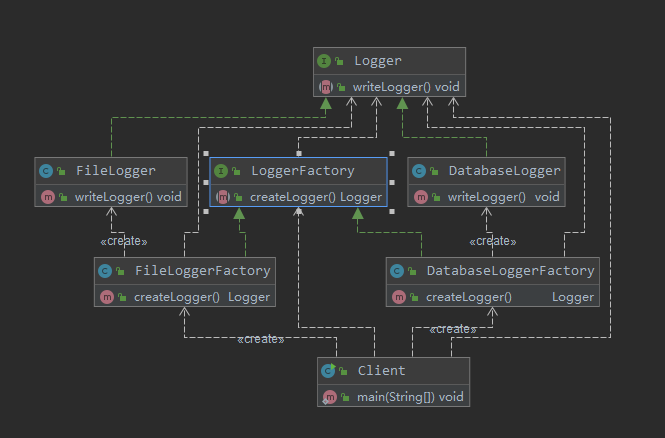 Logger
writeLogger() void
FileLogger
writeLogger() void
LoggerFactory
createLogger() Logger
DatabaseLogger
writeLogger() void
«create»
«create»
FileLoggerFactory
createLogger() Logger
DatabaseLoggerFactory
createLogger() Logger
«create»
«create»
Client
main(String[]) void